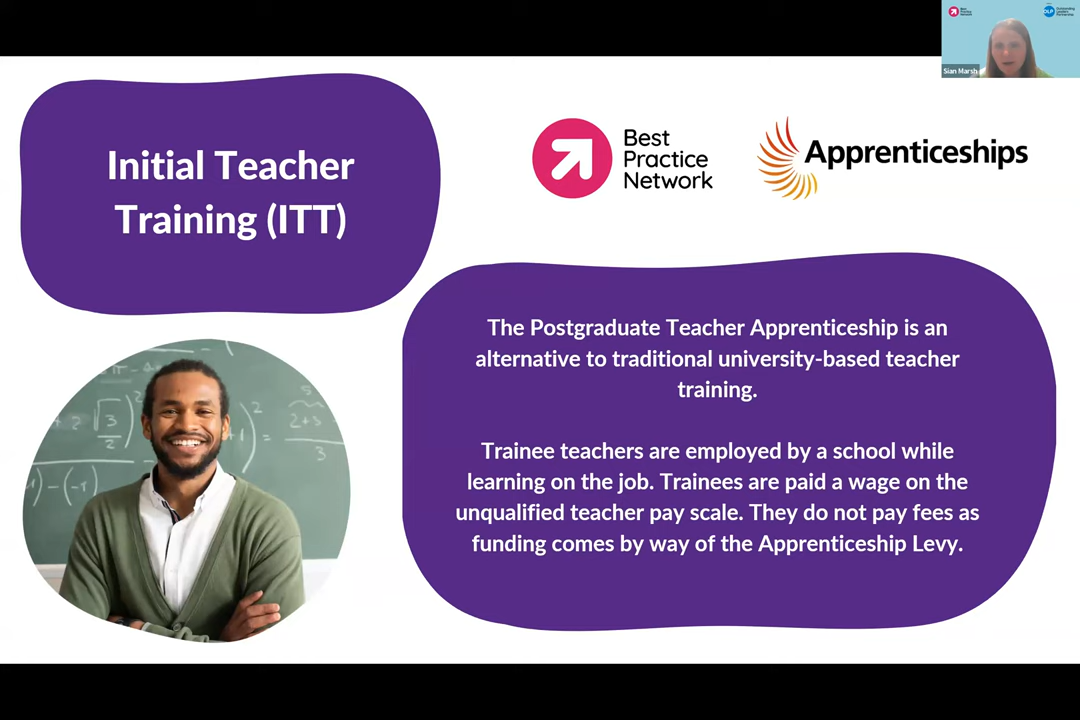 Best
Practice
Network
Sian Marsh
Initial Teacher
Training (ITT)
Best
Practice
Network
Apprenticeships
The Postgraduate Teacher Apprenticeship is an
alternative to traditional university-based teacher
training.
Trainee teachers are employed by a school while
learning on the job. Trainees are paid a wage on the
unqualified teacher pay scale. They do not pay fees as
funding comes by way of the Apprenticeship Levy.